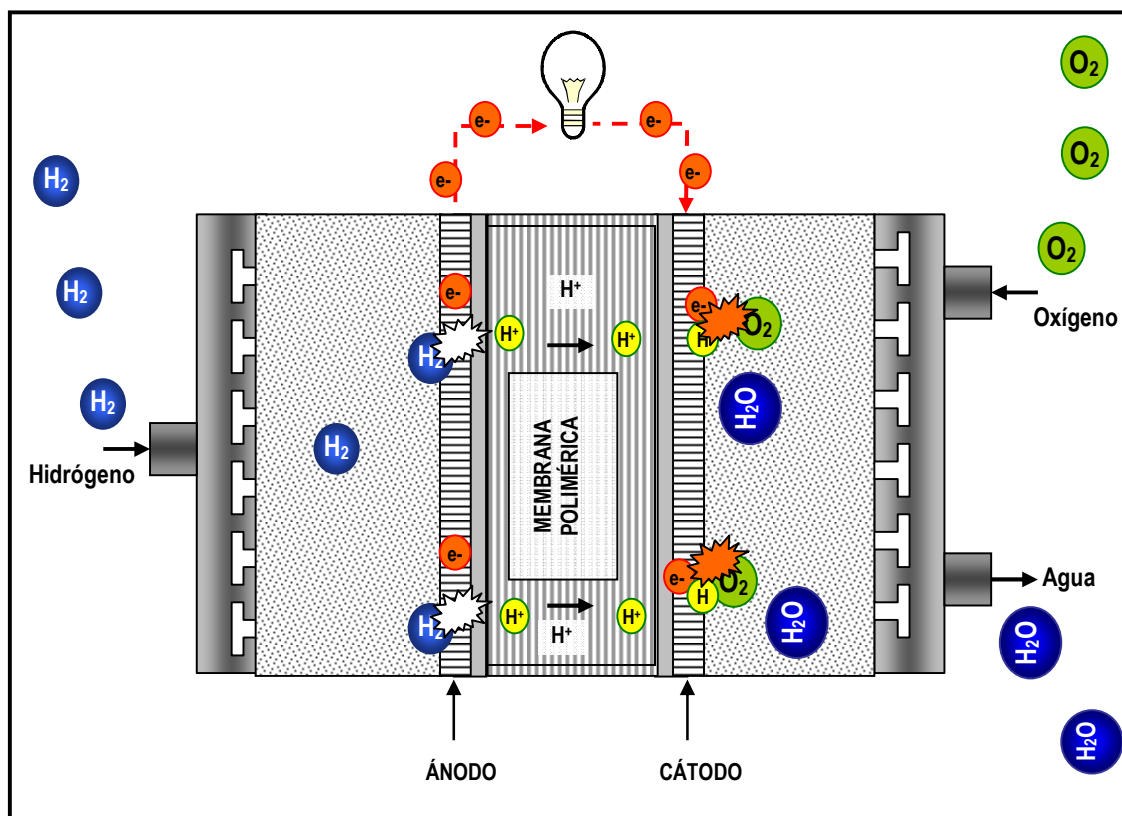 O₂
O₂
O₂
H₂
H₂
H₂
Hidrógeno
e-
e-
e-
e-
e-
H⁺
e-
e-
H⁺
H⁺
H
O₂
H₂
H₂
Oxígeno
H₂O
MEMBRANA
POLIMÉRICA
e-
e-
O₂
H
H₂
H⁺
H⁺
H⁺
H₂O
Agua
H₂O
H₂O
ÁNODO
CÁTODO